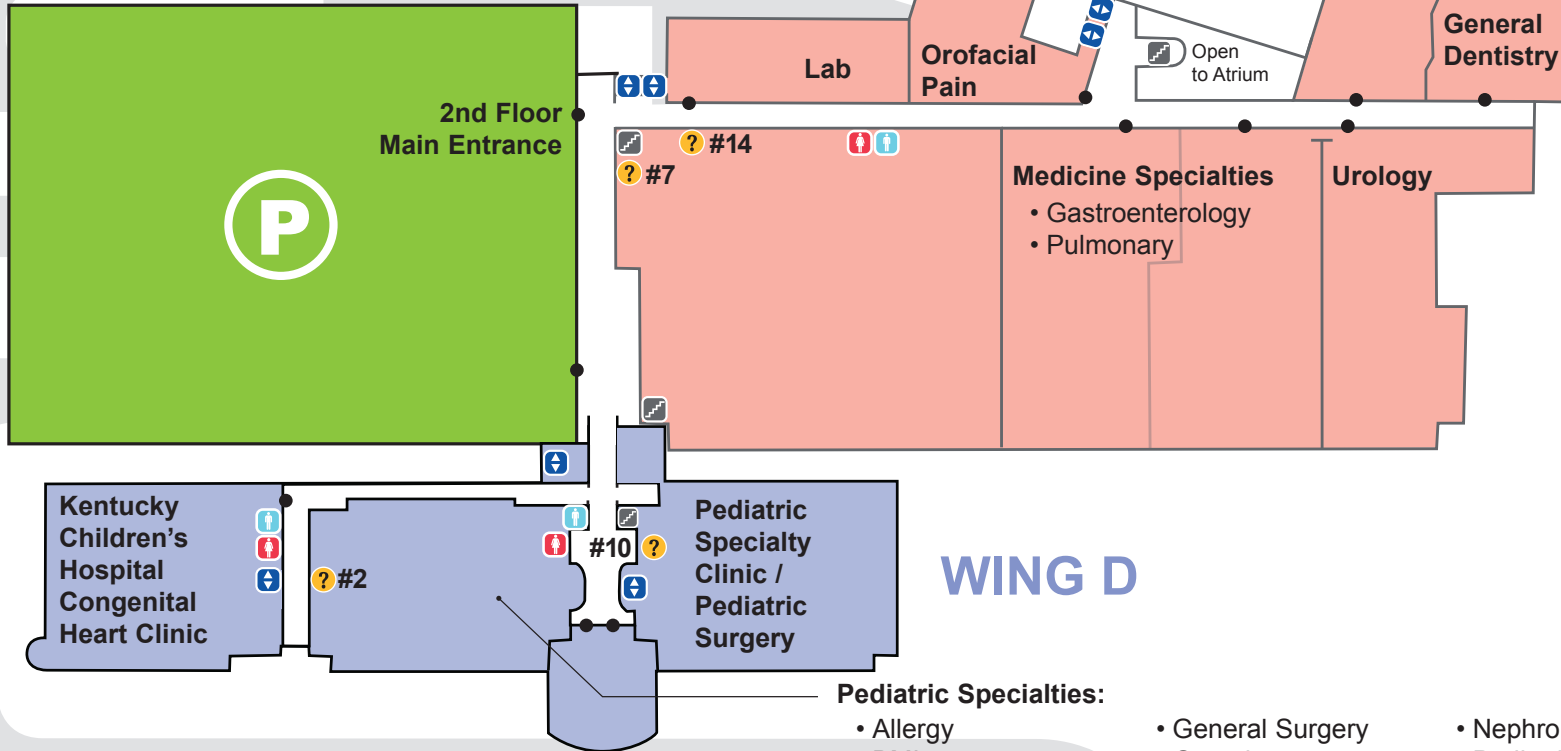 General
Dentistry
Lab
Orofacial
Pain
Open
to Atrium
2nd Floor
Main Entrance
? #14
? #7
P
Medicine Specialties
• Gastroenterology
• Pulmonary
Urology
Kentucky
Children's
Hospital
Congenital
Heart Clinic
? #2
#10 ?
Pediatric
Specialty
Clinic /
Pediatric
Surgery
WING D
Pediatric Specialties:
• Allergy
• General Surgery
• Nephro